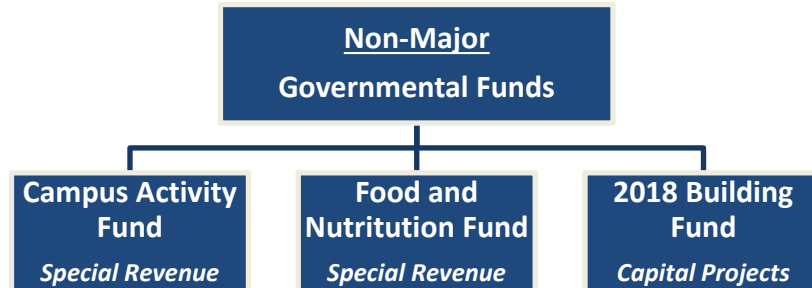 Non-Major
Governmental Funds
Campus Activity
Fund
Special Revenue
Food and
Nutritution Fund
Special Revenue
2018 Building
Fund
Capital Projects